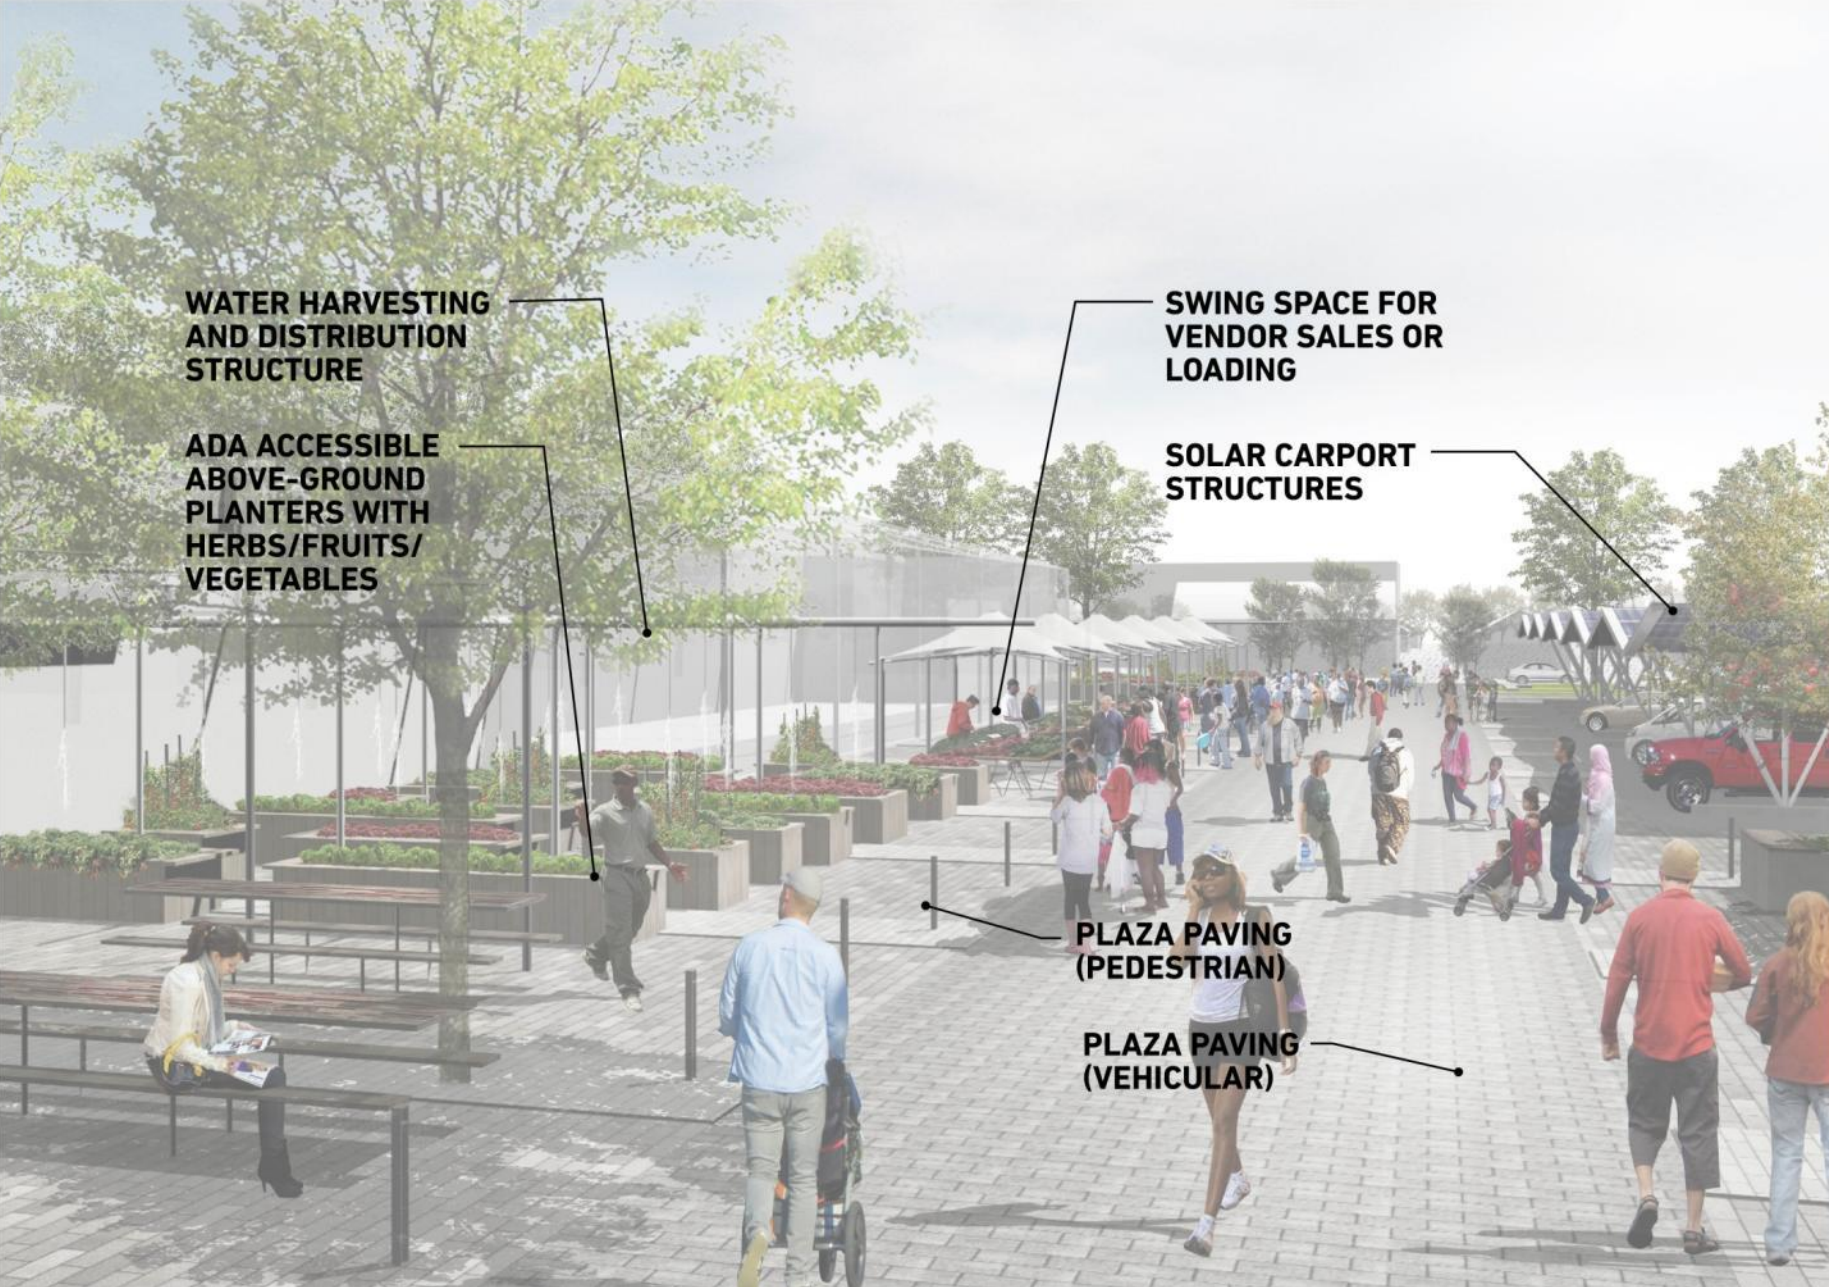 WATER HARVESTING
AND DISTRIBUTION
STRUCTURE
ADA ACCESSIBLE
ABOVE-GROUND
PLANTERS WITH
HERBS/FRUITS/
VEGETABLES
SWING SPACE FOR
VENDOR SALES OR
LOADING
SOLAR CARPORT
STRUCTURES
PLAZA PAVING
(PEDESTRIAN)
PLAZA PAVING
(VEHICULAR)